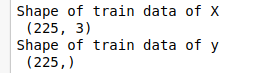 Shape of train data of X
(225, 3)
Shape of train data of y
(225,)